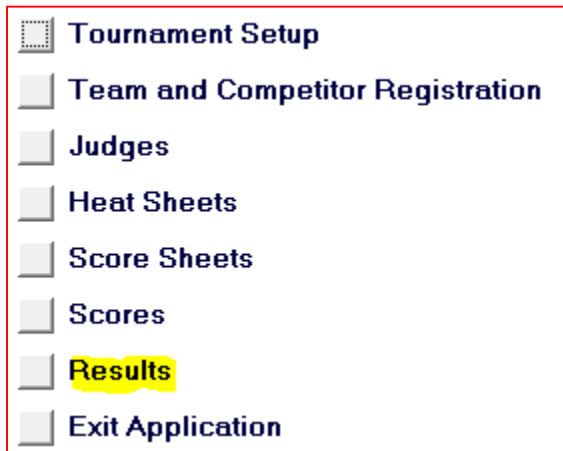 Tournament Setup
Team and Competitor Registration
Judges
Heat Sheets
Score Sheets
Scores
Results
Exit Application